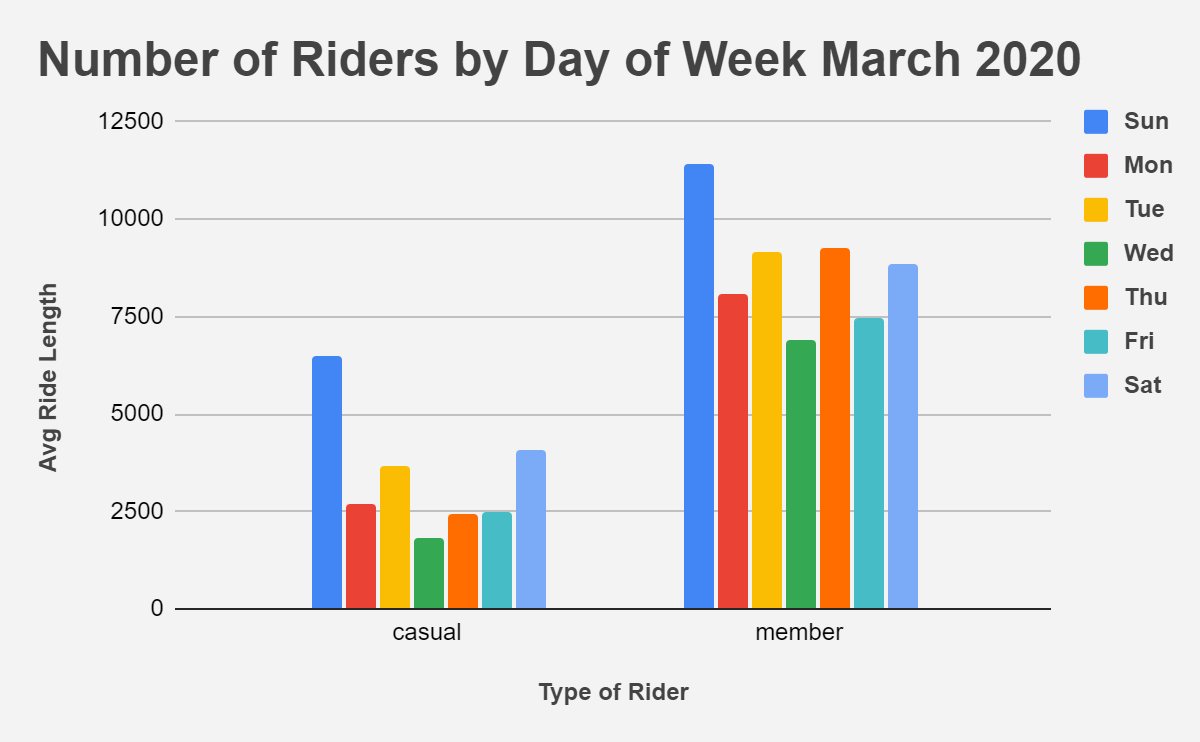 Number of Riders by Day of Week March 2020
Avg Ride Length
12500
10000
7500
5000
2500
0
casual
member
Type of Rider
Sun
Mon
Tue
Wed
Thu
Fri
Sat